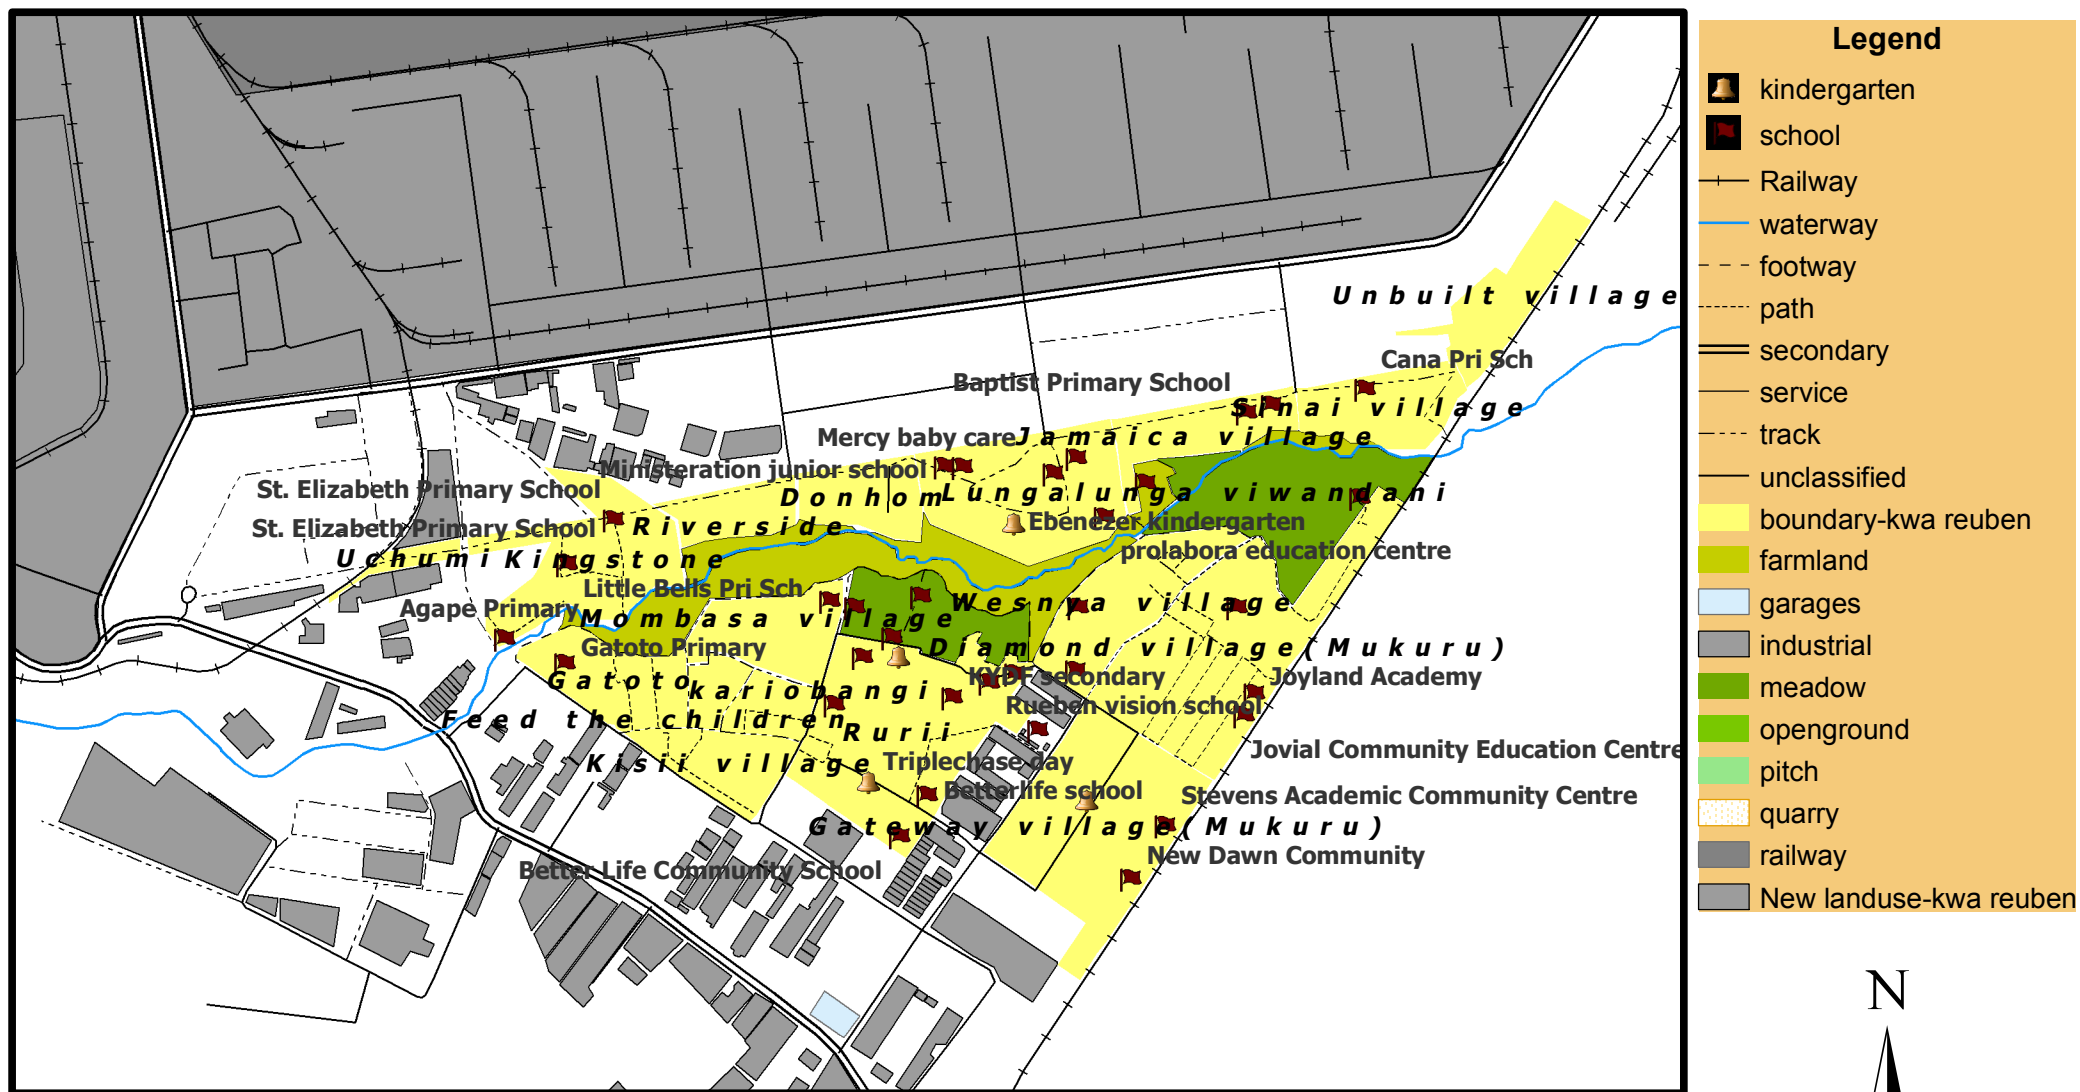 Unbuilt village
Cana Pri Sch
Baptist Primary School
Sinai village
Mercy baby care
Jamaica village
Ministeration junior school
St. Elizabeth Primary School
Donhom
Lungalunga viwandani
St. Elizabeth Primary School
Riverside
Ebenezer kindergarten
Uchumi
Kingstone
prolabora education centre
Little Bells Pri Sch
Agape Primary
Mombasa village
Wesnya village
Gatoto Primary
Diamond village(Mukuru)
Gatoto
kariobangi
KYDF secondary
Joyland Academy
Rueben vision school
Feed the children
Rurii
Kisii village
Triplechase day
Jovial Community Education Centre
Betterlife school
Stevens Academic Community Centre
Gateway village(Mukuru)
New Dawn Community
Better Life Community School
Legend
kindergarten
school
Railway
waterway
footway
path
secondary
service
track
unclassified
boundary-kwa reuben
farmland
garages
industrial
meadow
openground
pitch
quarry
railway
New landuse-kwa reuben
N